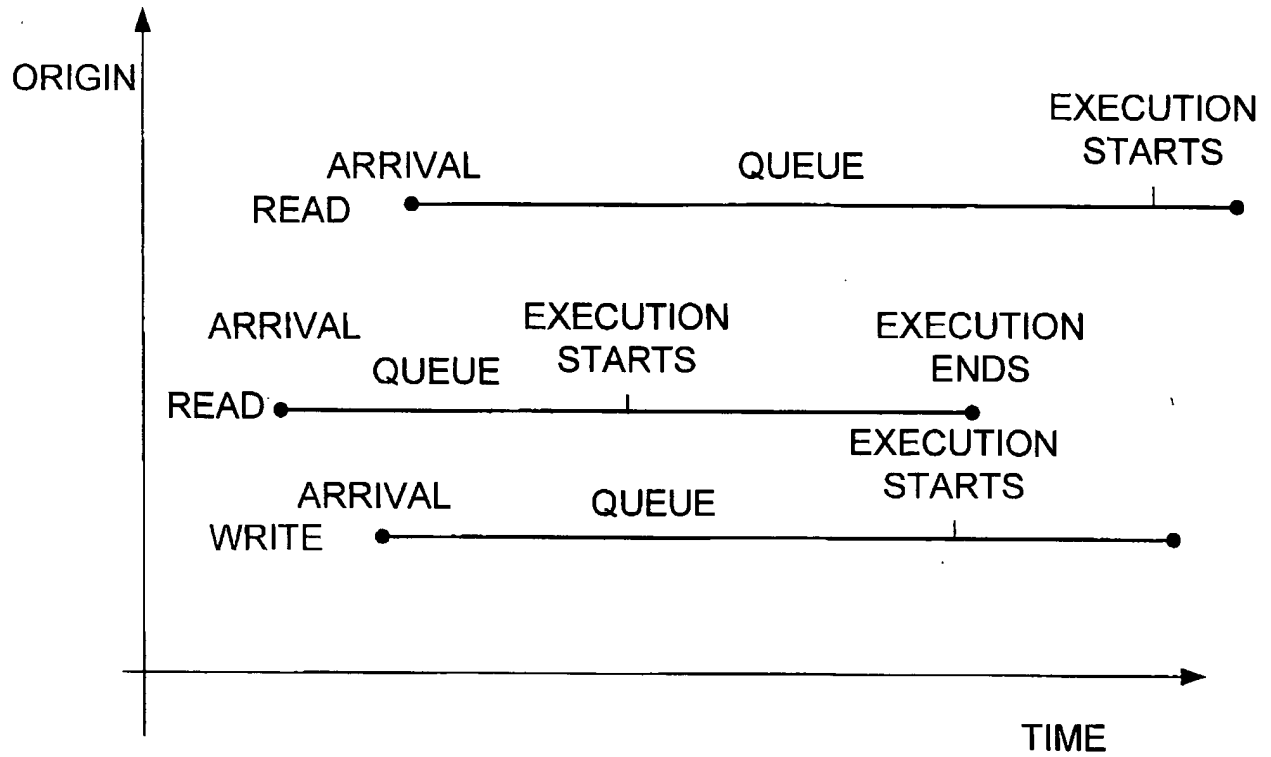 ORIGIN
EXECUTION
STARTS
ARRIVAL
QUEUE
READ
ARRIVAL
QUEUE
EXECUTION
STARTS
EXECUTION
ENDS
READ
EXECUTION
STARTS
ARRIVAL
QUEUE
WRITE
TIME